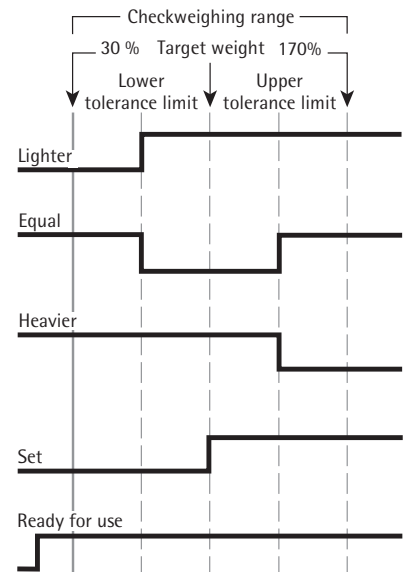 Checkweighing range
30 % Target weight 170%
Lower Upper
tolerance limit tolerance limit
Lighter
Equal
Heavier
Set
Ready for use